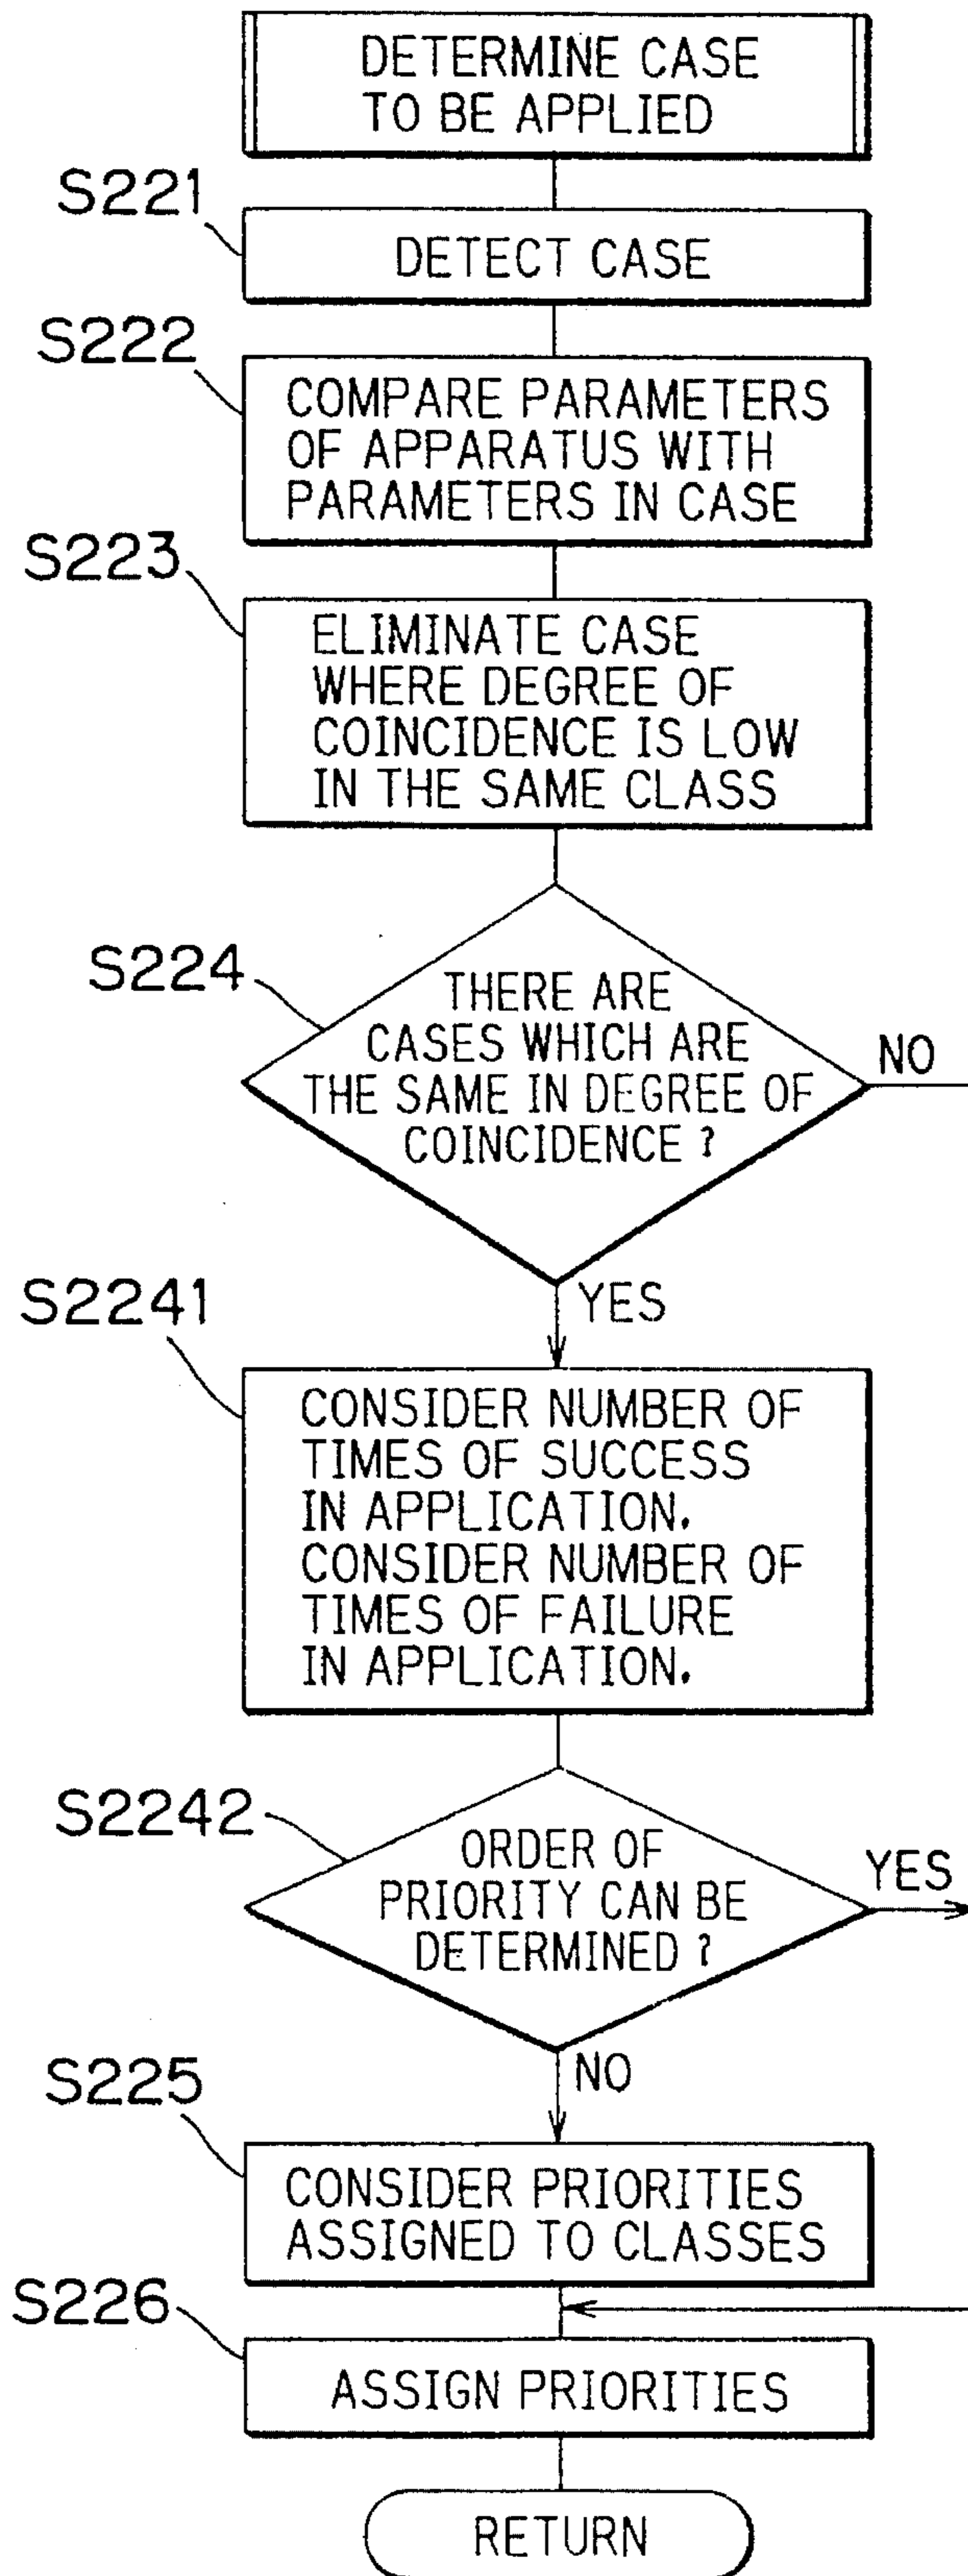 DETERMINE CASE
TO BE APPLIED
S221
DETECT CASE
S222
COMPARE PARAMETERS
OF APPARATUS WITH
PARAMETERS IN CASE
S223
ELIMINATE CASE
WHERE DEGREE OF
COINCIDENCE IS LOW
IN THE SAME CLASS
S224
THERE ARE
CASES WHICH ARE
THE SAME IN DEGREE OF
COINCIDENCE ?
NO
YES
S2241
CONSIDER NUMBER OF
TIMES OF SUCCESS
IN APPLICATION.
CONSIDER NUMBER OF
TIMES OF FAILURE
IN APPLICATION.
S2242
ORDER OF
PRIORITY CAN BE
DETERMINED ?
YES
NO
S225
CONSIDER PRIORITIES
ASSIGNED TO CLASSES
S226
ASSIGN PRIORITIES
RETURN